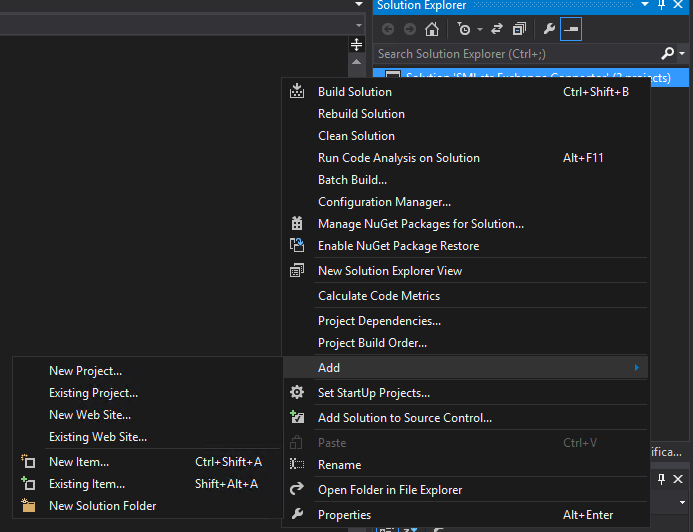 Solution Explorer
Search Solution Explorer (Ctrl+;)
Solution 'SMLets Exchange Connector' (2 projects)
Build Solution Ctrl+Shift+B
Rebuild Solution
Clean Solution
Run Code Analysis on Solution Alt+F11
Batch Build...
Configuration Manager...
Manage NuGet Packages for Solution...
Enable NuGet Package Restore
New Solution Explorer View
Calculate Code Metrics
Project Dependencies...
Project Build Order...
Add
Set StartUp Projects...
Add Solution to Source Control...
Paste Ctrl+V
Rename
Open Folder in File Explorer
Properties Alt+Enter
New Project...
Existing Project...
New Web Site...
Existing Web Site...
New Item... Ctrl+Shift+A
Existing Item... Shift+Alt+A
New Solution Folder